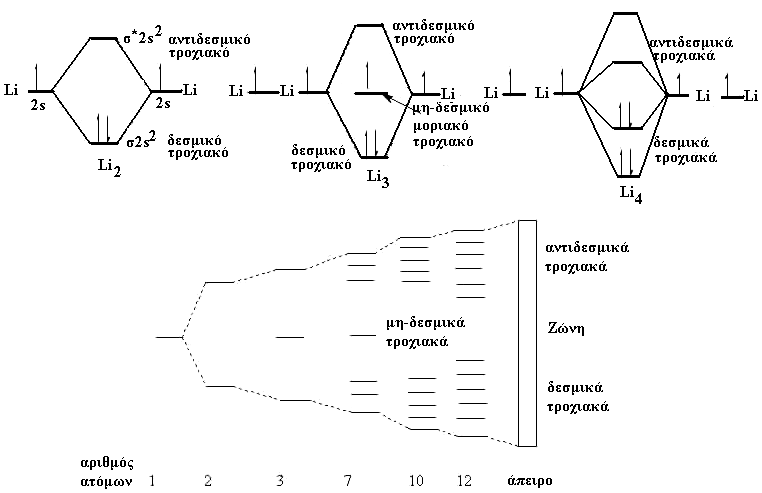 σ*2s² αντιδεσμικό
τροχιακό
Li
2s
2s
Li
σ2s² δεσμικό
τροχιακό
Li₂
αντιδεσμικό
τροχιακό
Li Li
Li
μη-δεσμικό
μοριακό
τροχιακό
δεσμικό
τροχιακό
Li₃
αντιδεσμικά
τροχιακά
Li Li
Li Li
δεσμικά
τροχιακά
Li₄
αντιδεσμικά
τροχιακά
μη-δεσμικά
τροχιακά
Ζώνη
δεσμικά
τροχιακά
αριθμός
ατόμων 1 2 3 7 10 12 άπειρο